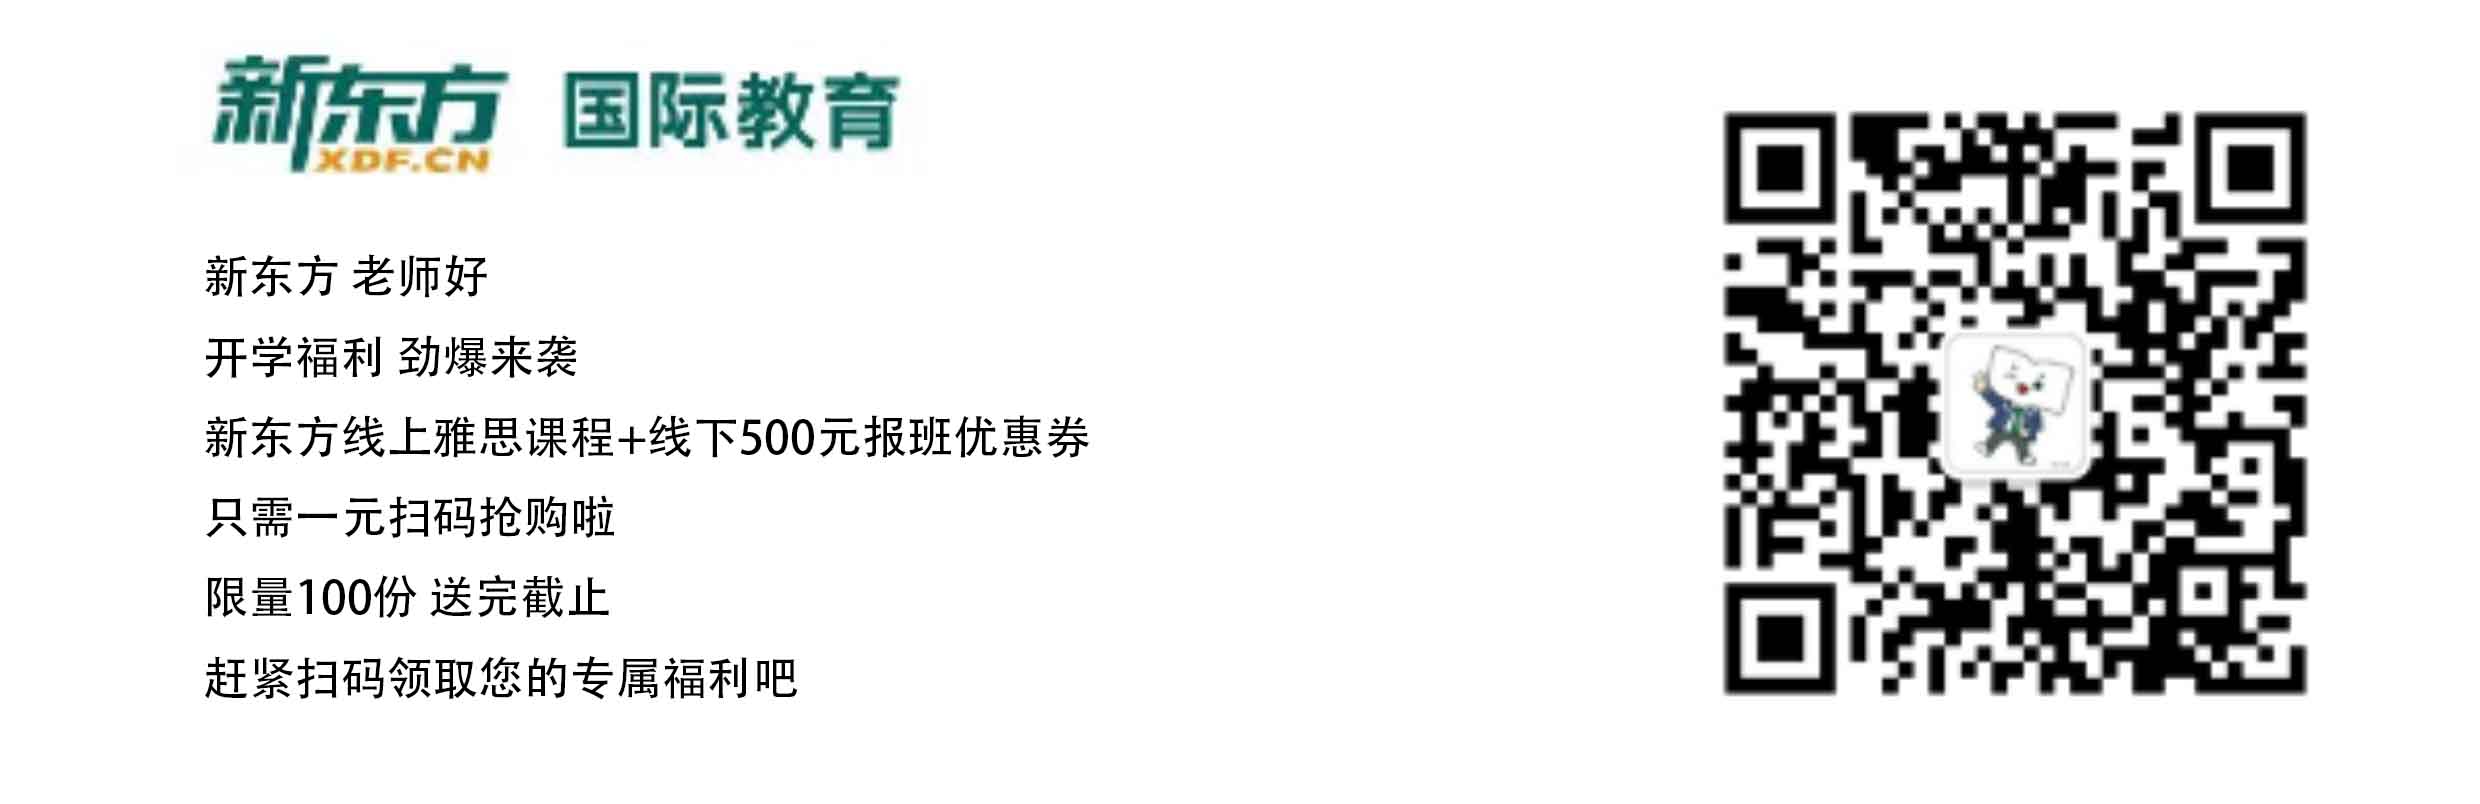 新东方 国际教育
XDF.CN
新东方 老师好
开学福利 劲爆来袭
新东方线上雅思课程+线下500元报班优惠券
只需一元扫码抢购啦
限量100份 送完截止
赶紧扫码领取您的专属福利吧